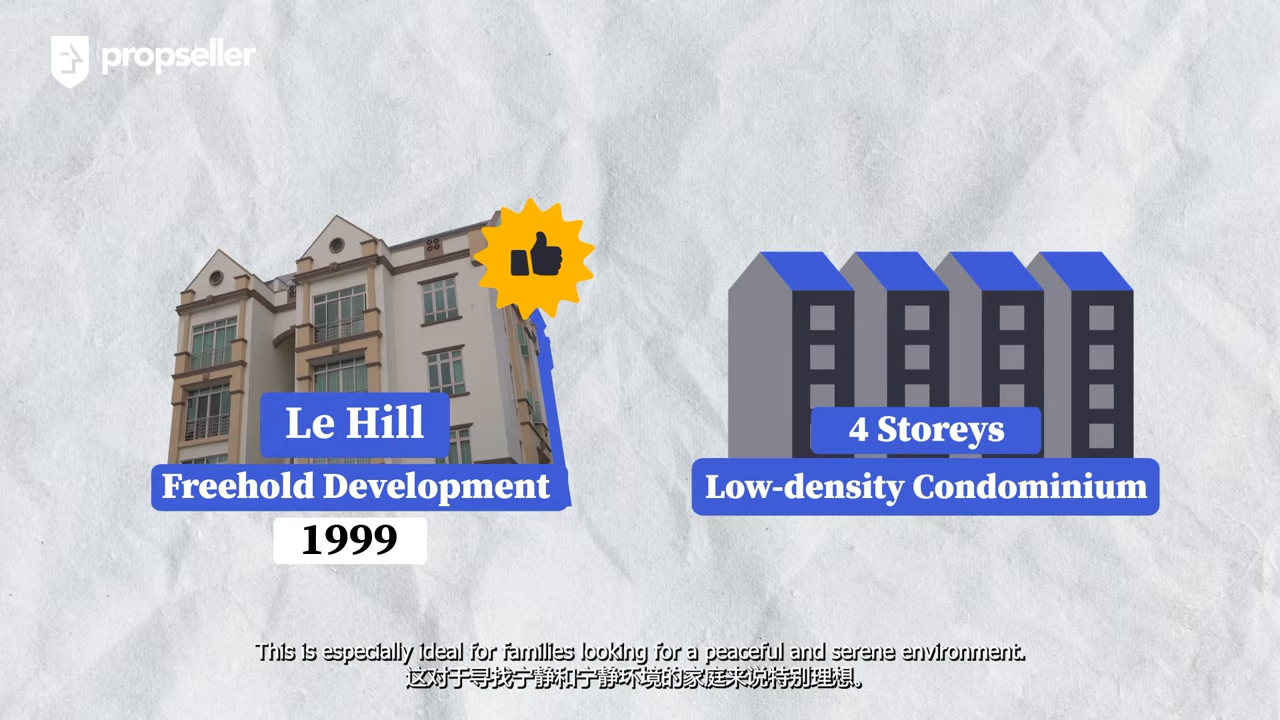 propseller
Le Hill
Freehold Development
1999
4 Storeys
Low-density Condominium
This is especially ideal for families looking for a peaceful and serene environment.
这对于寻找宁静和宁静环境的家庭来说特别理想。